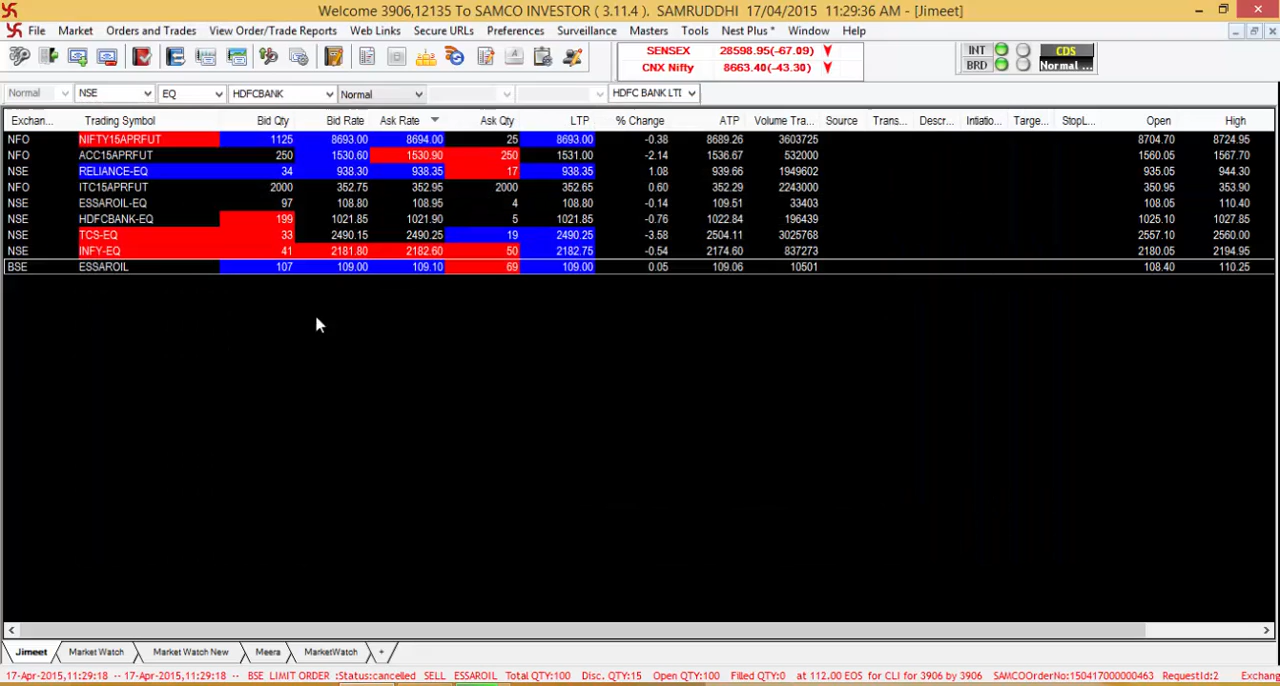 Welcome 3906,12135 To SAMCO INVESTOR ( 3.11.4 ). SAMRUDDHI 17/04/2015 11:29:36 AM - [Jimeet]
File Market Orders and Trades View Order/Trade Reports Web Links Secure URLs Preferences Surveillance Masters Tools Nest Plus * Window Help
SENSEX 28598.95(-67.09)
CNX Nifty 8663.40(-43.30)
INT
BRD
CDS
Normal ...
Normal NSE EQ HDFCBANK Normal HDFC BANK LTI
Exchan... Trading Symbol Bid Qty Bid Rate Ask Rate Ask Qty LTP % Change ATP Volume Tra... Source Trans... Descr... Intiatio... Targe... StopL... Open High
NFO NIFTY15APRFUT 1125 8693.00 8694.00 25 8693.00 -0.38 8689.26 3603725 8704.70 8724.95
NFO ACC15APRFUT 250 1530.60 1530.90 250 1531.00 -2.14 1536.67 532000 1560.05 1567.70
NSE RELIANCE-EQ 34 938.30 938.35 17 938.35 1.08 939.66 1949602 935.05 944.30
NFO ITC15APRFUT 2000 352.75 352.95 2000 352.65 0.60 352.29 2243000 350.95 353.90
NSE ESSAROIL-EQ 97 108.80 108.95 4 108.80 -0.14 109.51 33403 108.05 110.40
NSE HDFCBANK-EQ 199 1021.85 1021.90 5 1021.85 -0.76 1022.84 196439 1025.10 1027.85
NSE TCS-EQ 33 2490.15 2490.25 19 2490.25 -3.58 2504.11 3025768 2557.10 2560.00
NSE INFY-EQ 41 2181.80 2182.60 50 2182.75 -0.54 2174.60 837273 2180.05 2194.95
BSE ESSAROIL 107 109.00 109.10 69 109.00 0.05 109.06 10501 108.40 110.25
Jimeet Market Watch Market Watch New Meera MarketWatch +
17-Apr-2015,11:29:18 -- 17-Apr-2015,11:29:18 -- BSE LIMIT ORDER :Status:cancelled SELL ESSAROIL Total QTY:100 Disc. QTY:15 Open QTY:100 Filled QTY:0 at 112.00 EOS for CLI for 3906 by 3906 SAMCOOrderNo:150417000000463 RequestId:2 Exchang